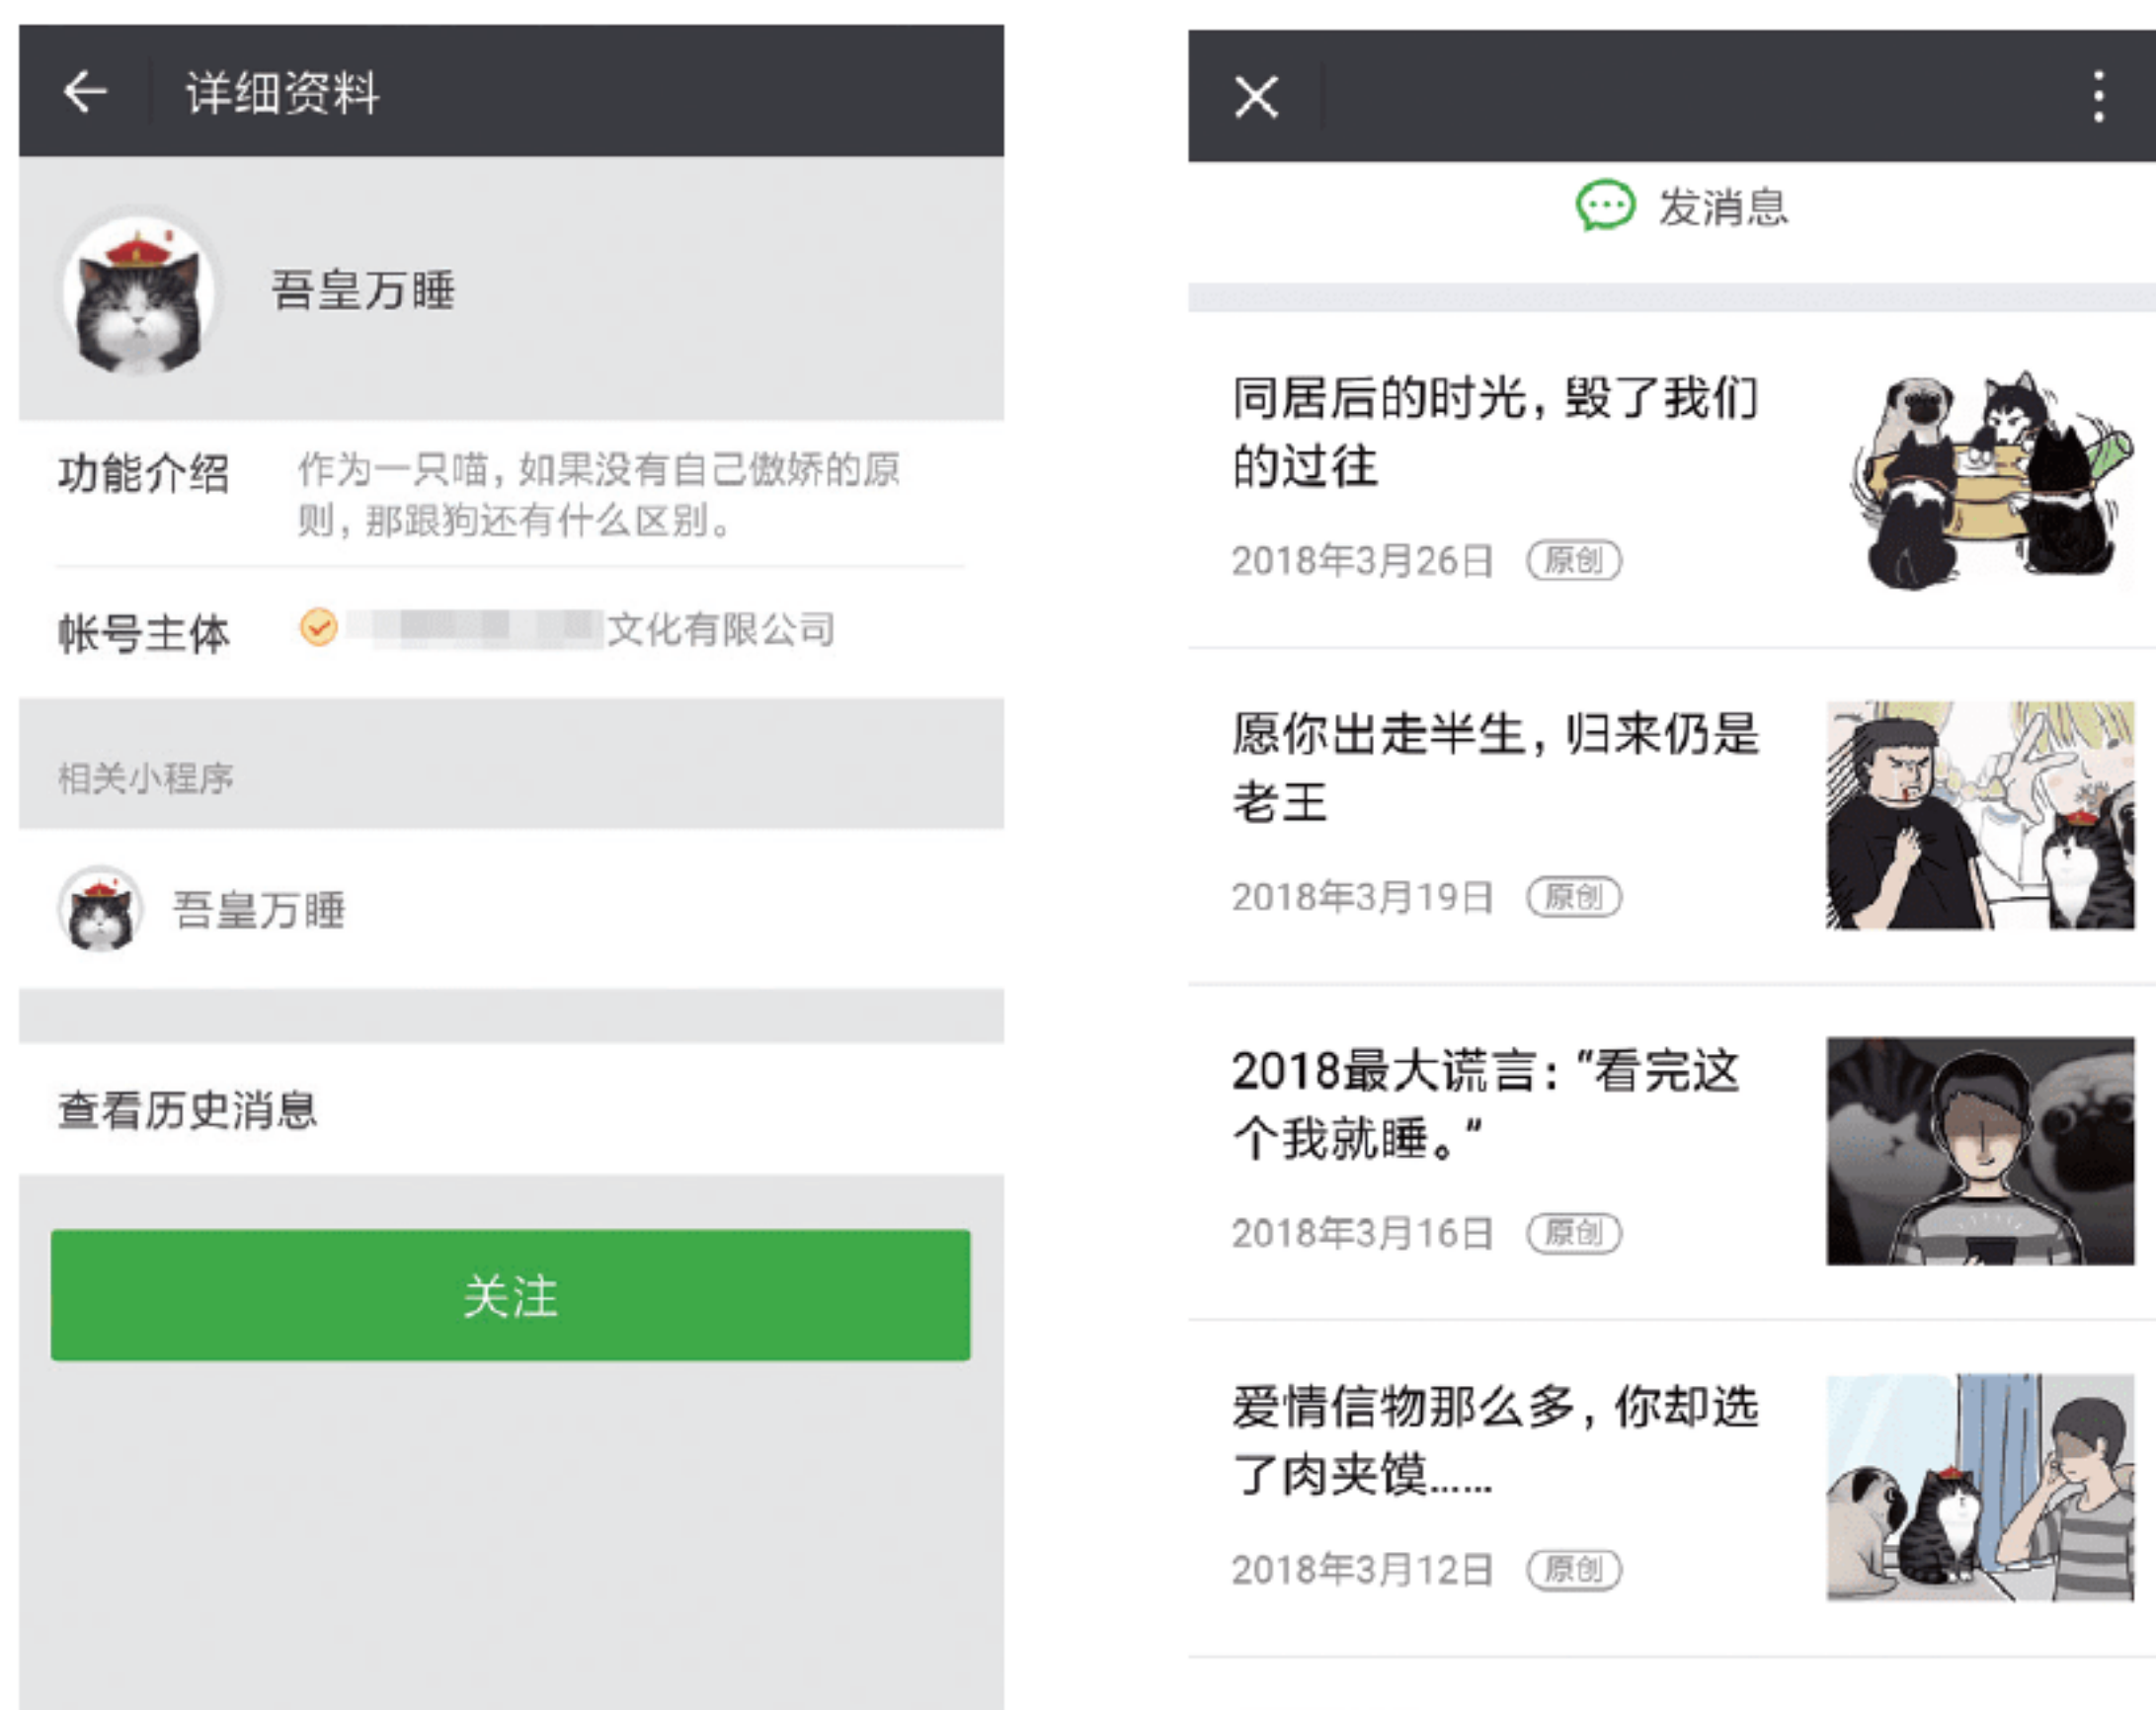 详细资料
吾皇万睡
功能介绍
作为一只喵，如果没有自己傲娇的原
则，那跟狗还有什么区别。
帐号主体
文化有限公司
相关小程序
吾皇万睡
查看历史消息
关注
发消息
同居后的时光，毁了我们
的过往
2018年3月26日 原创
愿你出走半生，归来仍是
老王
2018年3月19日 原创
2018最大谎言：“看完这
个我就睡。”
2018年3月16日 原创
爱情信物那么多，你却选
了肉夹馍……
2018年3月12日 原创